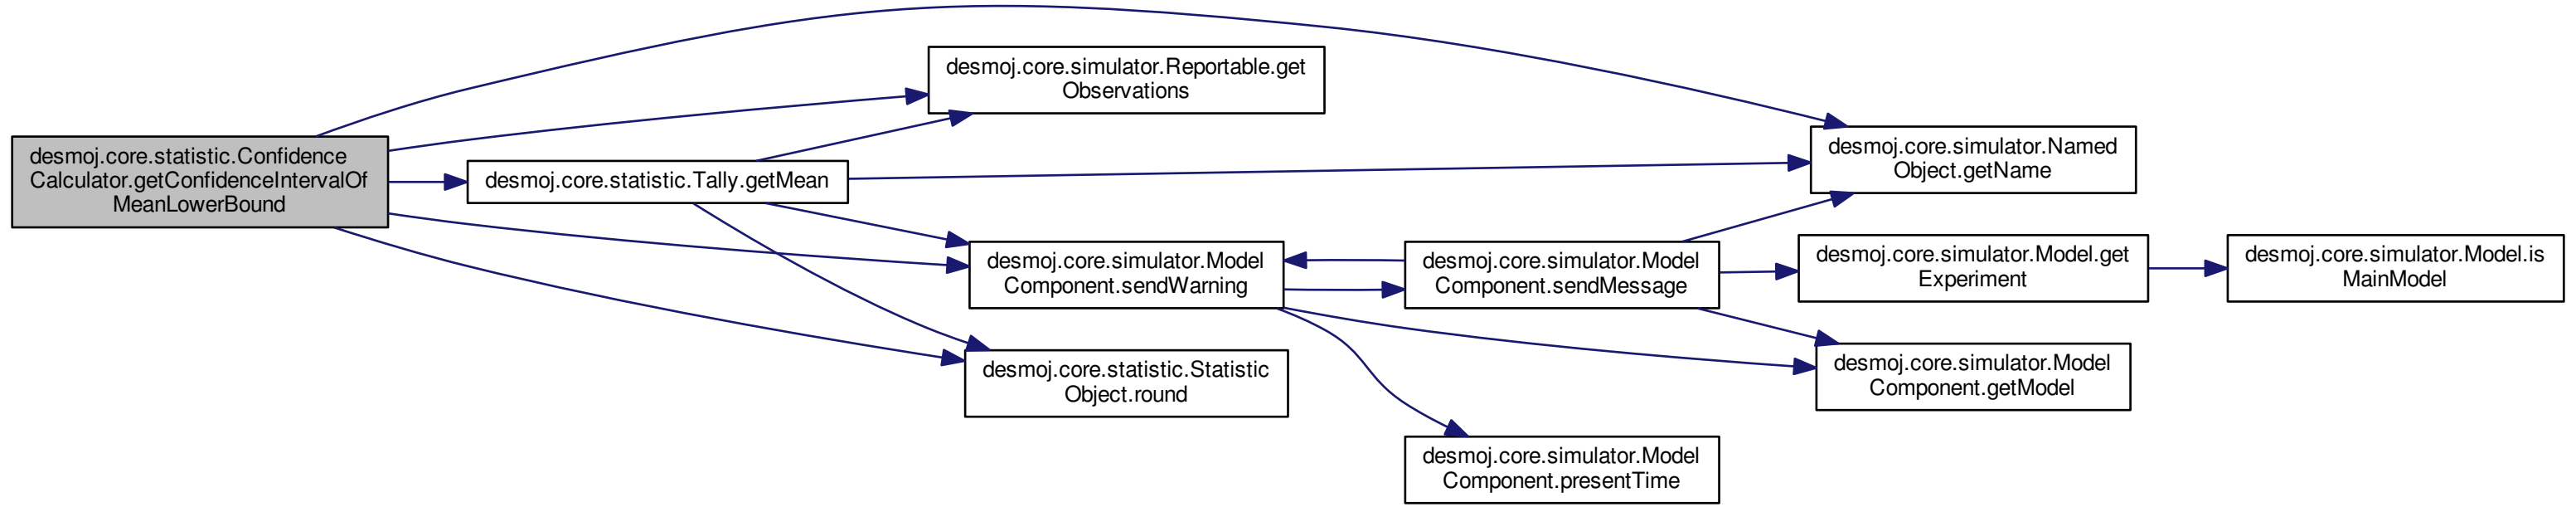 desmoj.core.statistic.Confidence
Calculator.getConfidenceIntervalOf
MeanLowerBound
desmoj.core.simulator.Reportable.get
Observations
desmoj.core.statistic.Tally.getMean
desmoj.core.simulator.Model
Component.sendWarning
desmoj.core.statistic.Statistic
Object.round
desmoj.core.simulator.Model
Component.sendMessage
desmoj.core.simulator.Model
Component.presentTime
desmoj.core.simulator.Named
Object.getName
desmoj.core.simulator.Model.get
Experiment
desmoj.core.simulator.Model
Component.getModel
desmoj.core.simulator.Model.is
MainModel